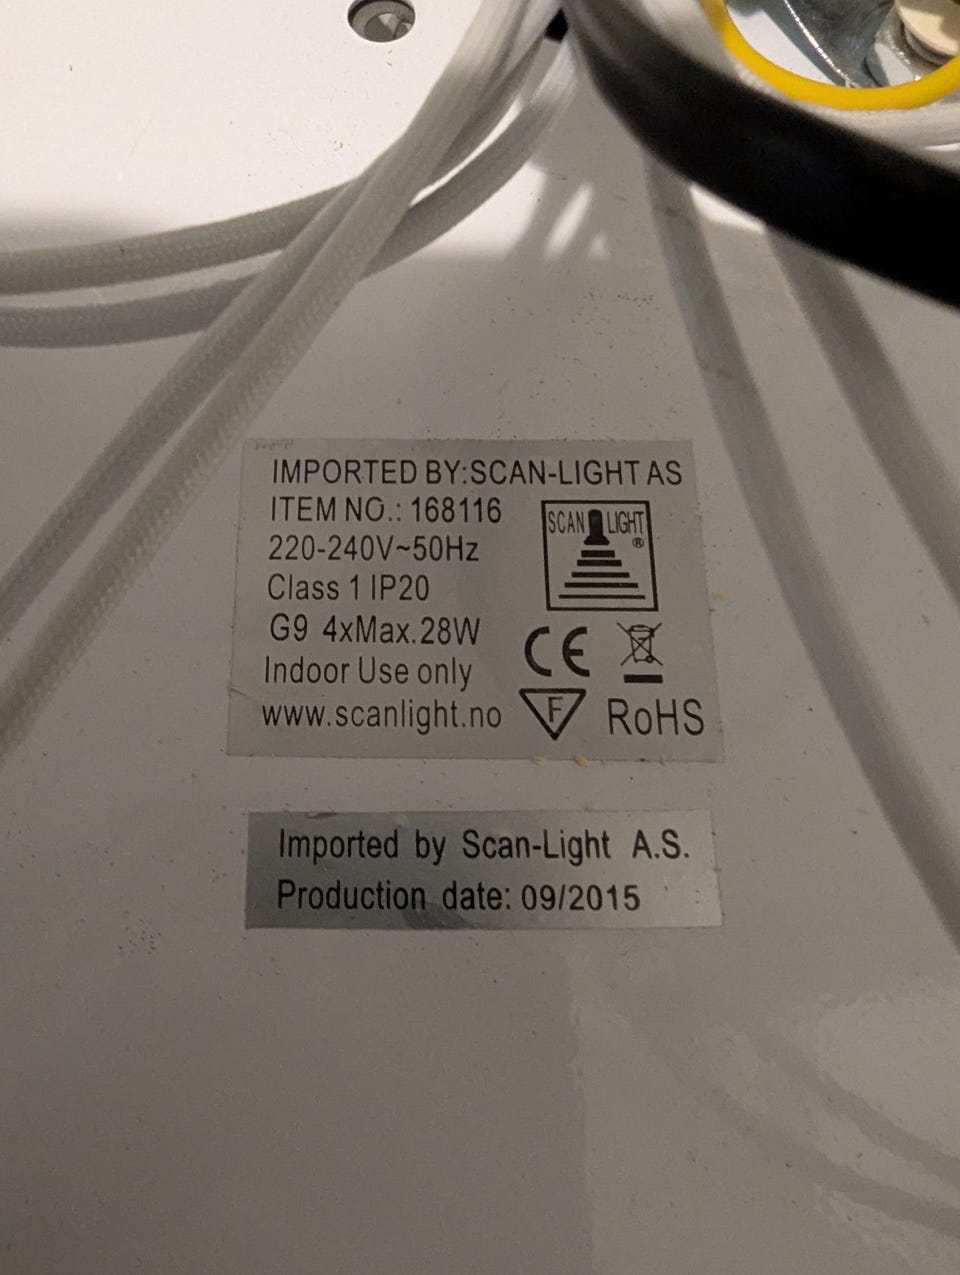 IMPORTED BY:SCAN-LIGHT AS
ITEM NO.: 168116
SCAN LIGHT
®
220-240V~50Hz
Class 1 IP20
G9 4xMax.28W
CE
Indoor Use only
www.scanlight.no
F
RoHS
Imported by Scan-Light A.S.
Production date: 09/2015